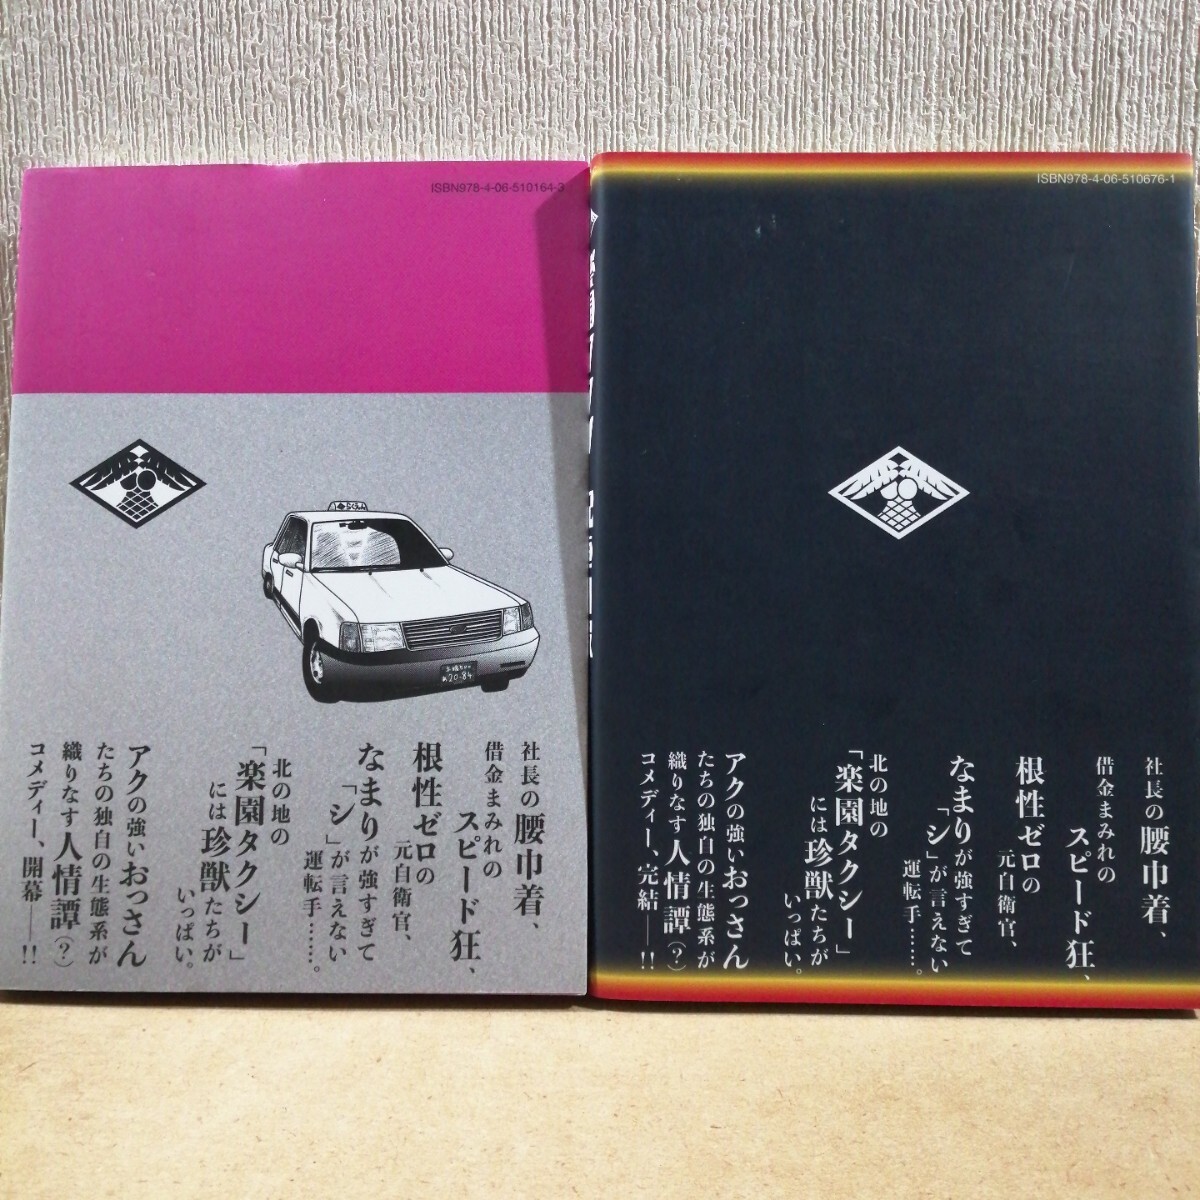 ISBN978-4-06-510164-3
2084
社長の腰巾着、
借金まみれの
スピード狂、
根性ゼロの
元自衛官、
なまりが強すぎて
「シ」が言えない
運転手……。
北の地の
「楽園タクシー」
には珍獣たちが
いっぱい。
アクの強いおっさん
たちの独自の生態系が
織りなす人情譚(?)
コメディー、開幕──!!
ISBN978-4-06-510676-1
社長の腰巾着、
借金まみれの
スピード狂、
根性ゼロの
元自衛官、
なまりが強すぎて
「シ」が言えない
運転手……。
北の地の
「楽園タクシー」
には珍獣たちが
いっぱい。
アクの強いおっさん
たちの独自の生態系が
織りなす人情譚(?)
コメディー、完結──!!